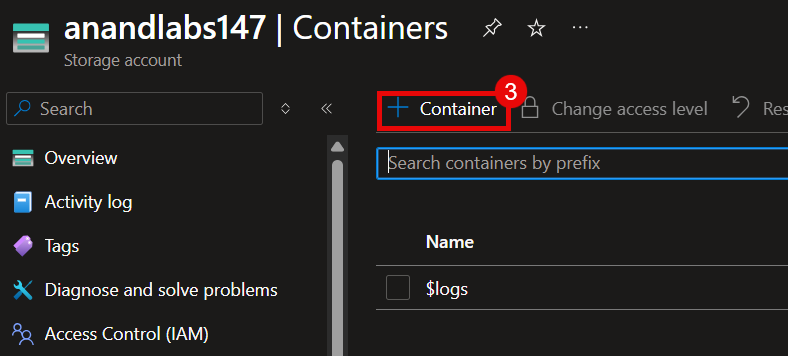 anandlabs147 | Containers
Storage account
Search
Overview
Activity log
Tags
Diagnose and solve problems
Access Control (IAM)
3
Container
Change access level
Res
Search containers by prefix
Name
$logs